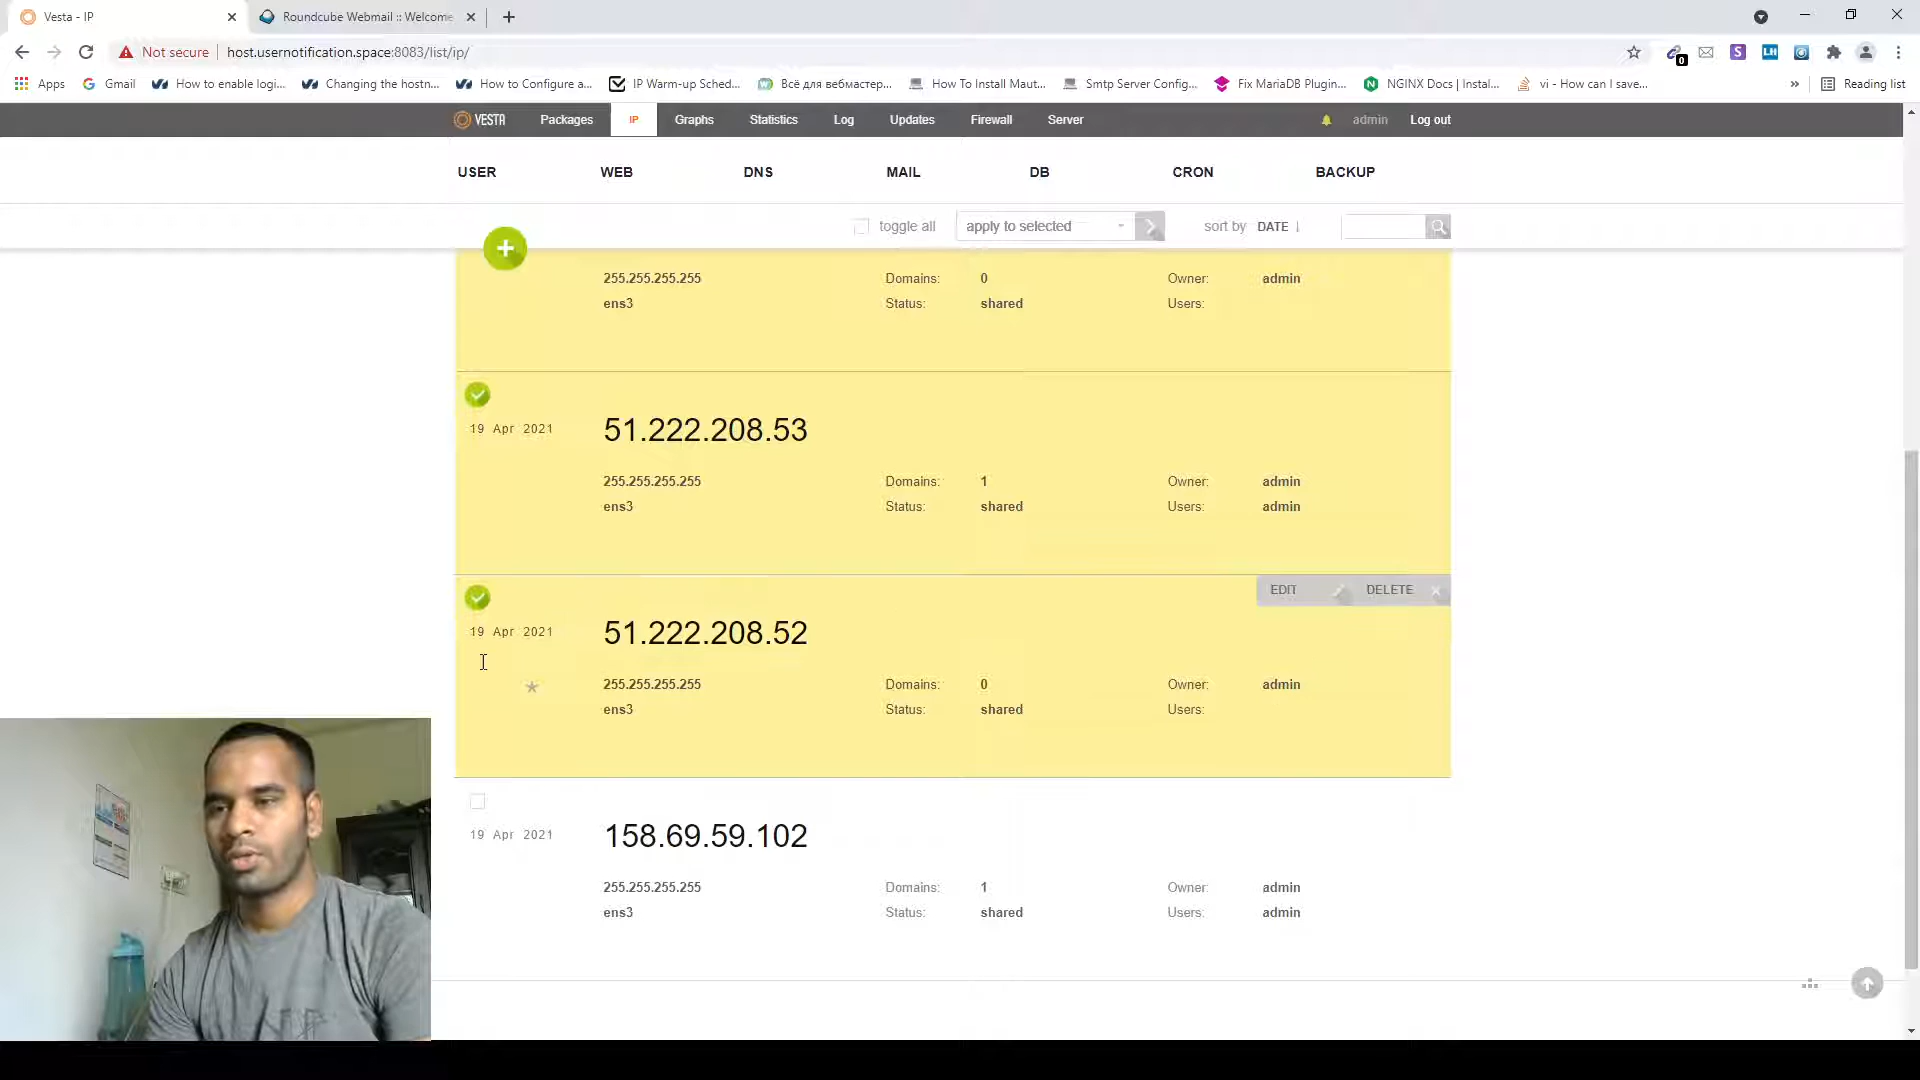 Vesta - IP
Roundcube Webmail :: Welcome
Not secure
host.usernotification.space:8083/list/ip/
0
S
LH
Apps
Gmail
How to enable logi...
Changing the hostn...
How to Configure a...
IP Warm-up Sched...
Всё для вебмастер...
How To Install Maut...
Smtp Server Config...
Fix MariaDB Plugin...
NGINX Docs | Instal...
vi - How can I save...
»
Reading list
VESTA
Packages
IP
Graphs
Statistics
Log
Updates
Firewall
Server
admin
Log out
USER
WEB
DNS
MAIL
DB
CRON
BACKUP
toggle all
apply to selected
sort by DATE ↓
255.255.255.255 Domains: 0 Owner: admin
ens3 Status: shared Users:
19 Apr 2021 51.222.208.53
255.255.255.255 Domains: 1 Owner: admin
ens3 Status: shared Users: admin
EDIT DELETE
19 Apr 2021 51.222.208.52
255.255.255.255 Domains: 0 Owner: admin
ens3 Status: shared Users:
19 Apr 2021 158.69.59.102
255.255.255.255 Domains: 1 Owner: admin
ens3 Status: shared Users: admin